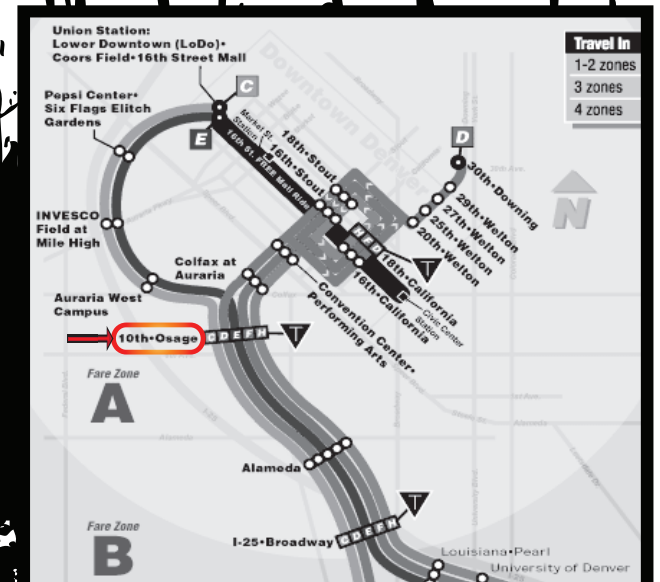 Union Station:
Lower Downtown (LoDo)•
Coors Field•16th Street Mall
Travel In
1-2 zones
3 zones
4 zones
C
Pepsi Center•
Six Flags Elitch
Gardens
Downtown Denver
E
Market St.
Station
16th St. FREE Mall Ride
18th•Stout
16th•Stout
D
30th•Downing
29th•Welton
27th•Welton
25th•Welton
20th•Welton
N
INVESCO
Field at
Mile High
H F D
T
18th•California
16th•California
Civic Center
Station
Colfax at
Auraria
Convention Center•
Performing Arts
Auraria West
Campus
10th•Osage
C D E F H
T
Fare Zone
A
Alameda
Alameda
Alameda
I-25
T
I-25•Broadway
C D E F H
Fare Zone
B
Louisiana•Pearl
University of Denver